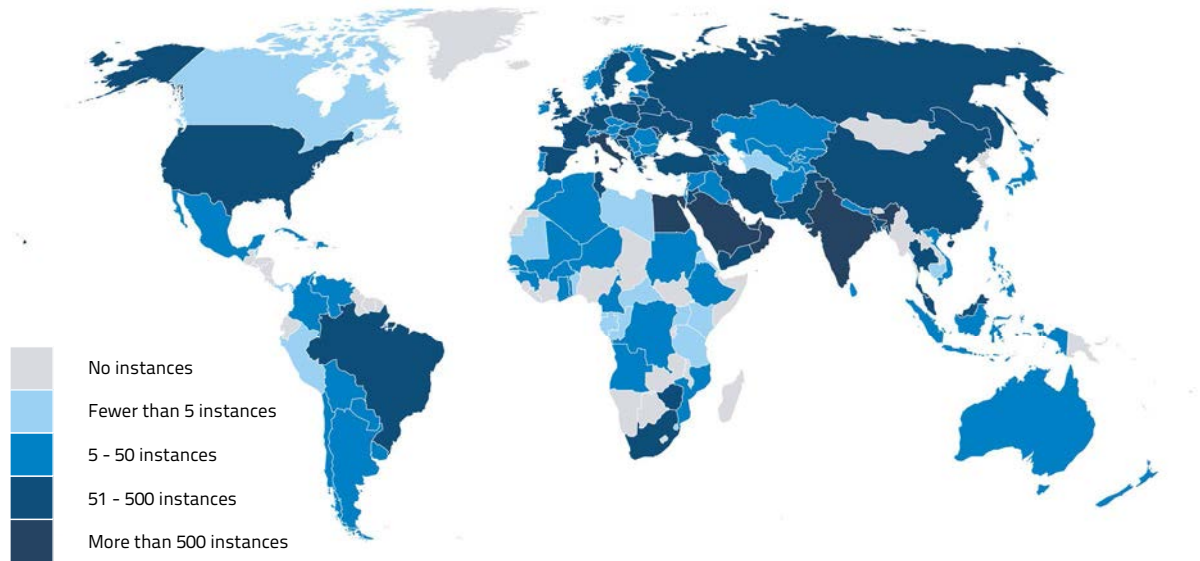 No instances
Fewer than 5 instances
5 - 50 instances
51 - 500 instances
More than 500 instances